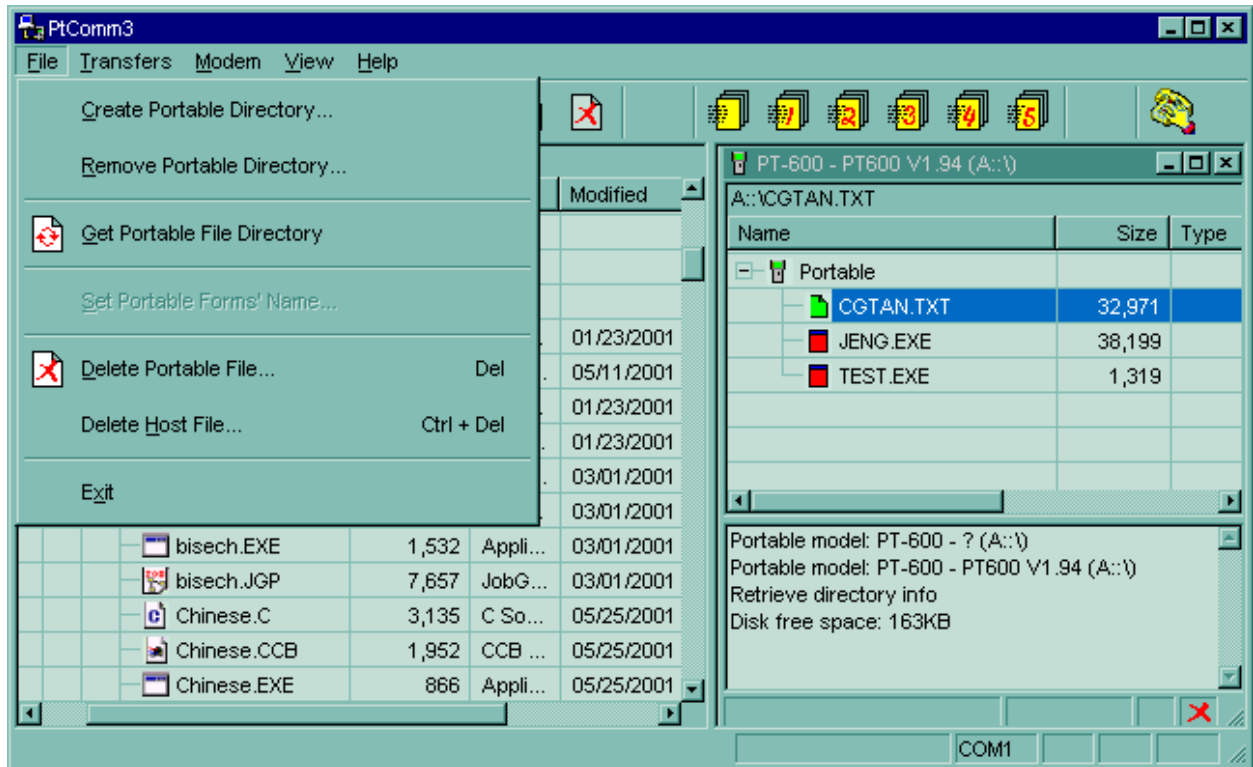 PtComm3
File Transfers Modem View Help
Create Portable Directory...
Remove Portable Directory...
Get Portable File Directory
Set Portable Forms' Name...
Delete Portable File... Del
Delete Host File... Ctrl + Del
Exit
1 2 3 4 5
Modified
01/23/2001
05/11/2001
01/23/2001
01/23/2001
03/01/2001
03/01/2001
bisech.EXE 1,532 Appli... 03/01/2001
bisech.JGP 7,657 JobG... 03/01/2001
Chinese.C 3,135 C So... 05/25/2001
Chinese.CCB 1,952 CCB ... 05/25/2001
Chinese.EXE 866 Appli... 05/25/2001
PT-600 - PT600 V1.94 (A::\)
A::\CGTAN.TXT
Name Size Type
Portable
CGTAN.TXT 32,971
JENG.EXE 38,199
TEST.EXE 1,319
Portable model: PT-600 - ? (A::\)
Portable model: PT-600 - PT600 V1.94 (A::\)
Retrieve directory info
Disk free space: 163KB
COM1